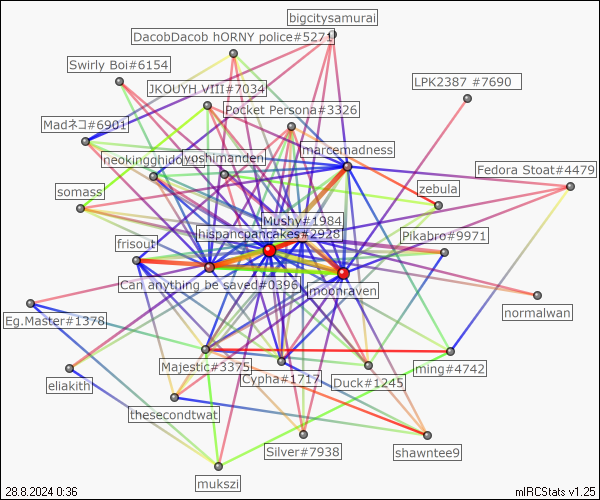 bigcitysamurai
DacobDacob hORNY police#5271
Swirly Boi#6154
JKOUYH VIII#7034
LPK2387 #7690
Pocket Persona#3326
Madネコ#6901
marcemadness
neokingghido
yoshimanden
Fedora Stoat#4479
somass
zebula
Mushy#1984
hispancpancakes#2928
Pikabro#9971
frisout
Can anything be saved#0396
moonraven
normalwan
Eg.Master#1378
Majestic#3375
Cypha#1717
Duck#1245
ming#4742
eliakith
thesecondtwat
Silver#7938
shawntee9
mukszi
28.8.2024 0:36
mIRCStats v1.25